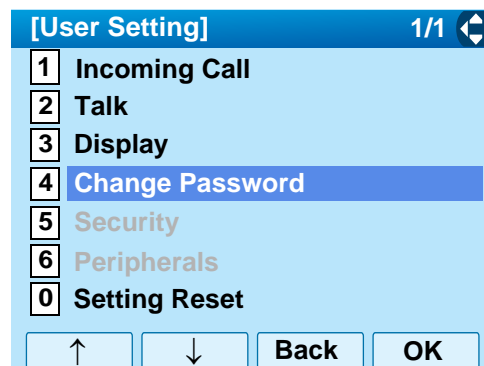 [User Setting] 1/1
1 Incoming Call
2 Talk
3 Display
4 Change Password
5 Security
6 Peripherals
0 Setting Reset
↑ ↓ Back OK